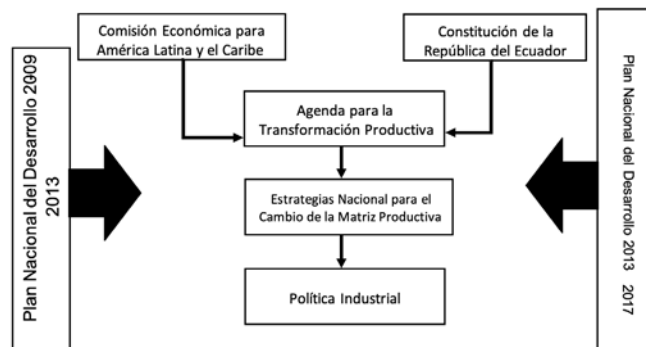 Plan Nacional del Desarrollo 2009
2013
Comisión Económica para
América Latina y el Caribe
Constitución de la
República del Ecuador
Agenda para la
Transformación Productiva
Estrategias Nacional para el
Cambio de la Matriz Productiva
Política Industrial
Plan Nacional del Desarrollo 2013 2017